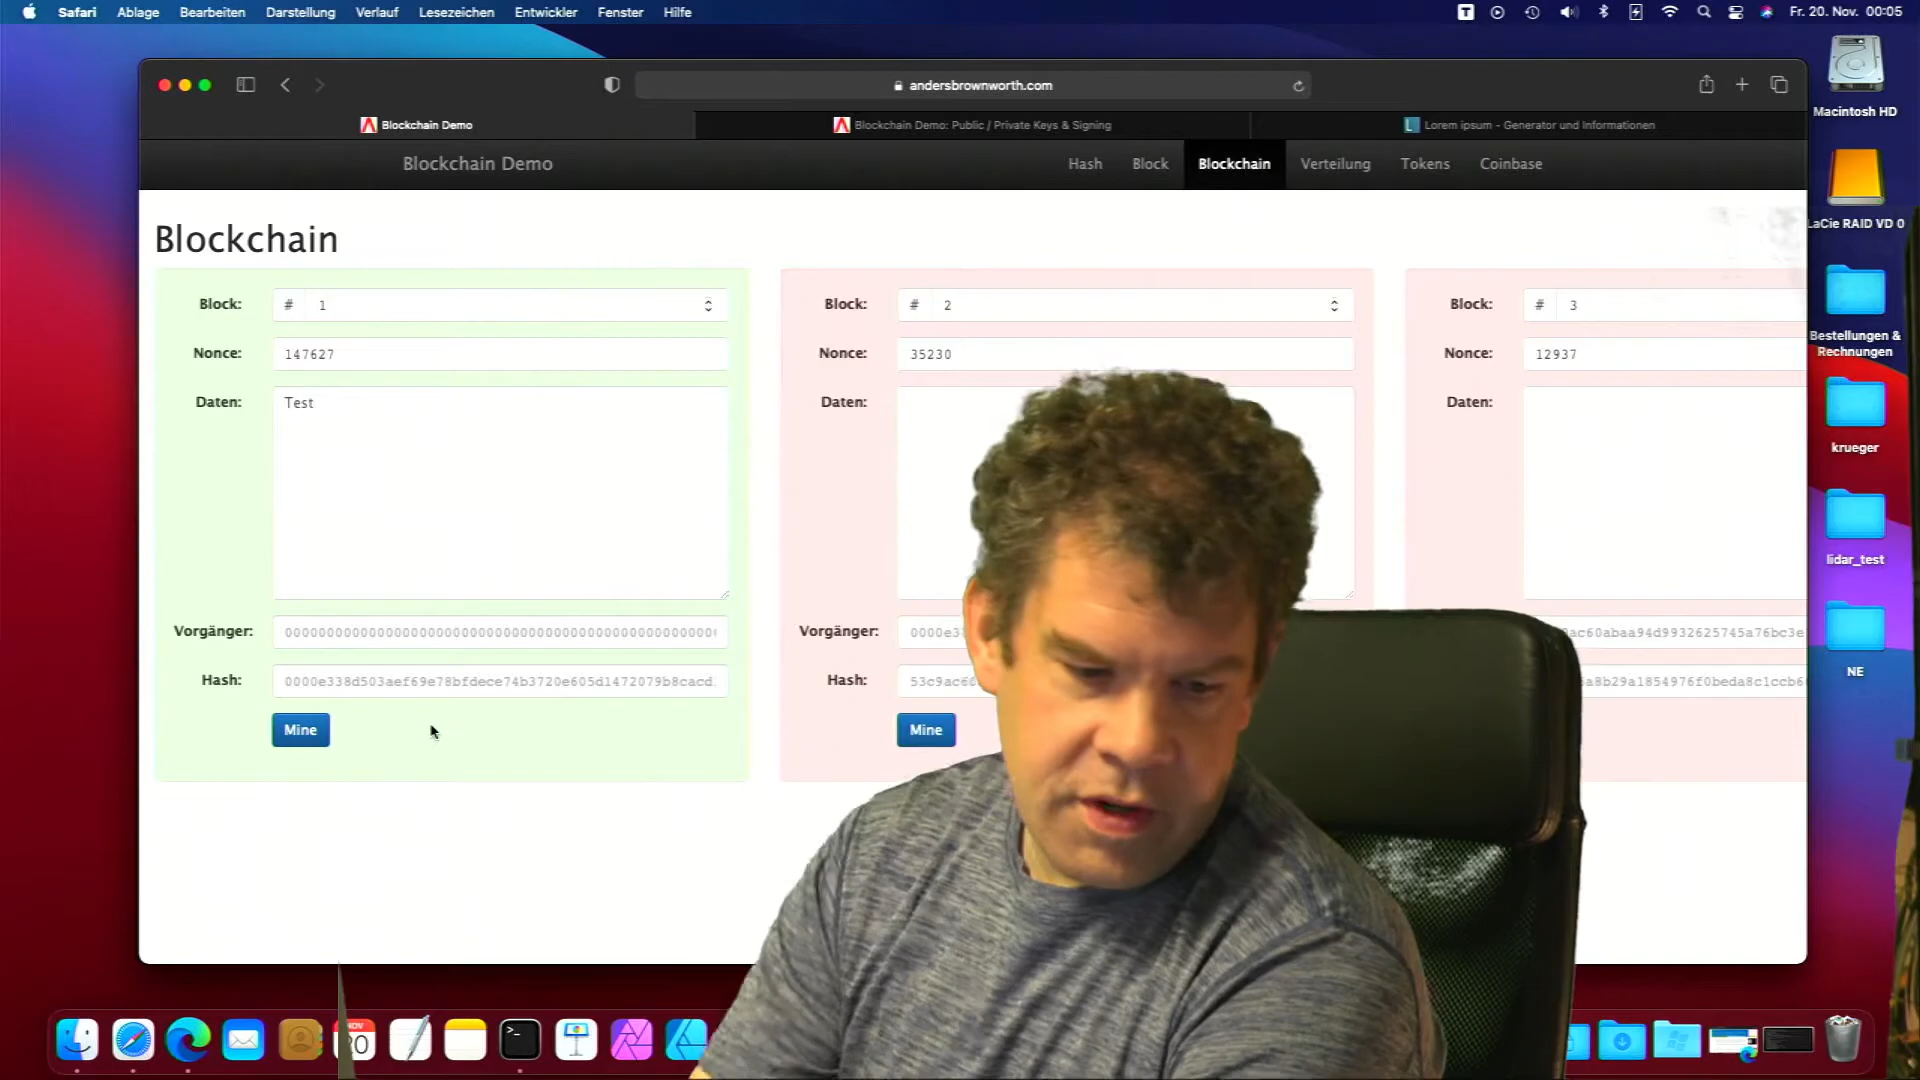 Safari Ablage Bearbeiten Darstellung Verlauf Lesezeichen Entwickler Fenster Hilfe
Fr. 20. Nov. 00:05
andersbrownworth.com
Blockchain Demo
Blockchain Demo: Public / Private Keys & Signing
Lorem ipsum - Generator und Informationen
Blockchain Demo
Hash Block Blockchain Verteilung Tokens Coinbase
Blockchain
Block: # 1
Nonce: 147627
Daten: Test
Vorgänger:
Hash: 0000e338d503aef69e78bfdece74b3720e605d1472079b8cacd
Mine
Block: # 2
Nonce: 35230
Daten:
Vorgänger:
Hash:
Mine
Block: # 3
Nonce: 12937
Daten:
Macintosh HD
LaCie RAID VD 0
Bestellungen &
Rechnungen
krueger
lidar_test
NE